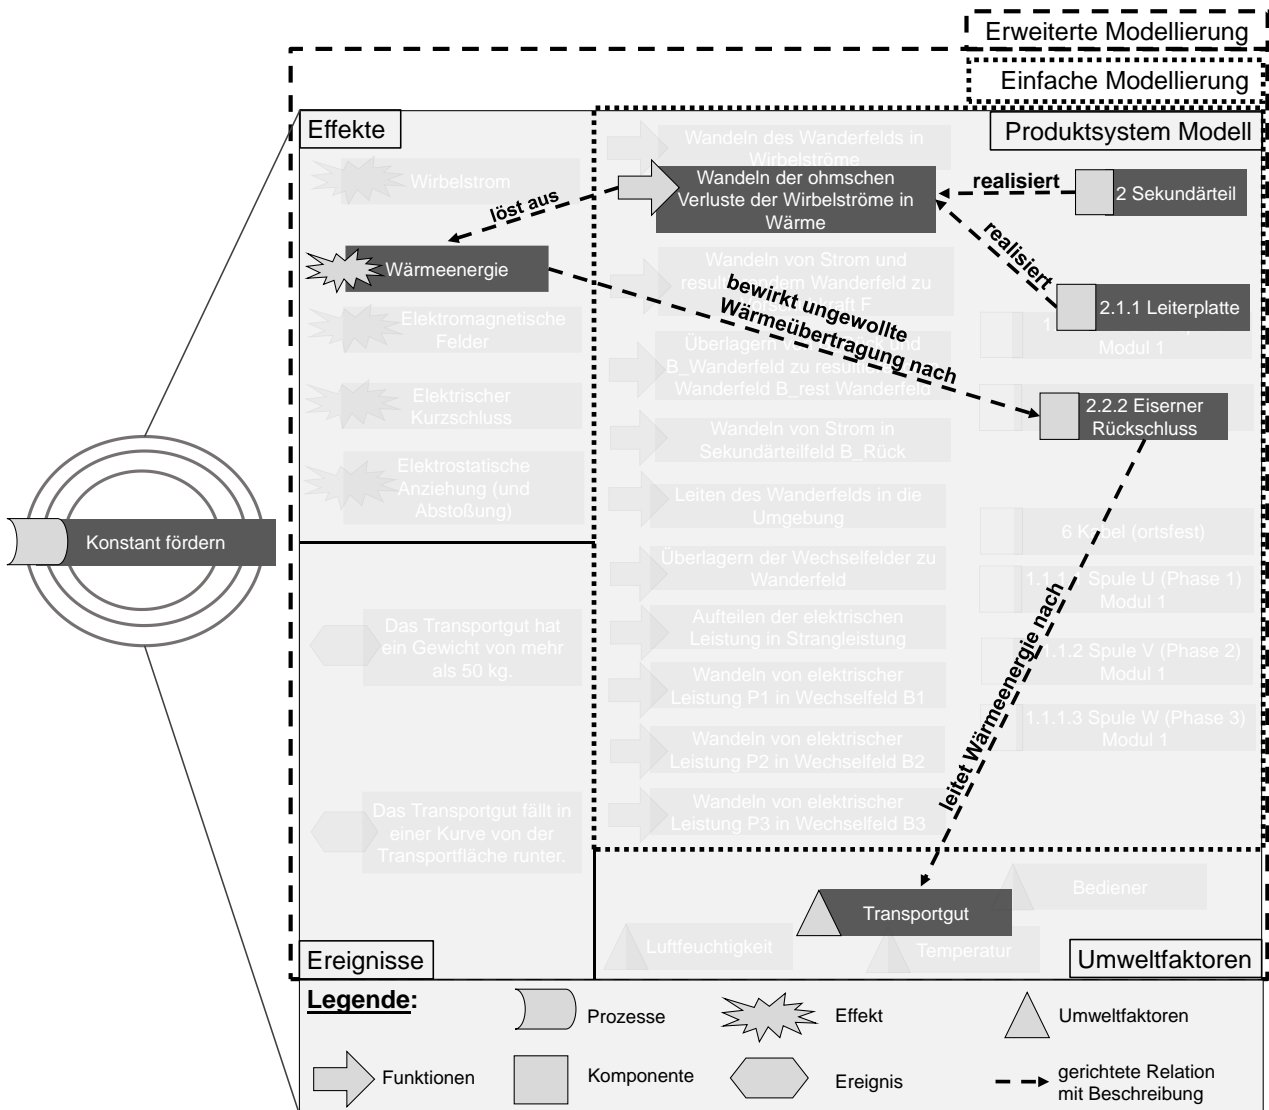 Erweiterte Modellierung
Einfache Modellierung
Effekte
Produktsystem Modell
Wandeln des Wanderfelds in
Wirbelströme
Wirbelstrom
Wandeln der ohmschen
Verluste der Wirbelströme in
Wärme
realisiert
2 Sekundärteil
löst aus
realisiert
Wärmeenergie
Wandeln von Strom und
bewirkt ungewollte
Wärmeübertragung nach
2.1.1 Leiterplatte
Modul 1
Elektromagnetische
Felder
B_Wanderfeld zu
Wanderfeld B_rest Wanderfeld
Elektrischer
Kurzschluss
2.2.2 Eiserner
Rückschluss
Wandeln von Strom in
Sekundärteilfeld B_Rück
Elektrostatische
Anziehung (und
Abstoßung)
Leiten des Wanderfelds in die
Umgebung
Konstant fördern
6 Kabel (ortsfest)
Überlagern der Wechselfelder zu
Wanderfeld
Spule U (Phase 1)
Modul 1
Das Transportgut hat
ein Gewicht von mehr
als 50 kg.
Aufteilen der elektrischen
Leistung in Strangleistung
leitet Wärmeenergie nach
Spule V (Phase 2)
Modul 1
Wandeln von elektrischer
Leistung P1 in Wechselfeld B1
1.1.1.3 Spule W (Phase 3)
Modul 1
Wandeln von elektrischer
Leistung P2 in Wechselfeld B2
Das Transportgut fällt in
einer Kurve von der
Transportfläche runter.
Wandeln von elektrischer
Leistung P3 in Wechselfeld B3
Bediener
Transportgut
Luftfeuchtigkeit
Temperatur
Ereignisse
Umweltfaktoren
Legende:
Prozesse
Effekt
Umweltfaktoren
Funktionen
Komponente
Ereignis
gerichtete Relation
mit Beschreibung